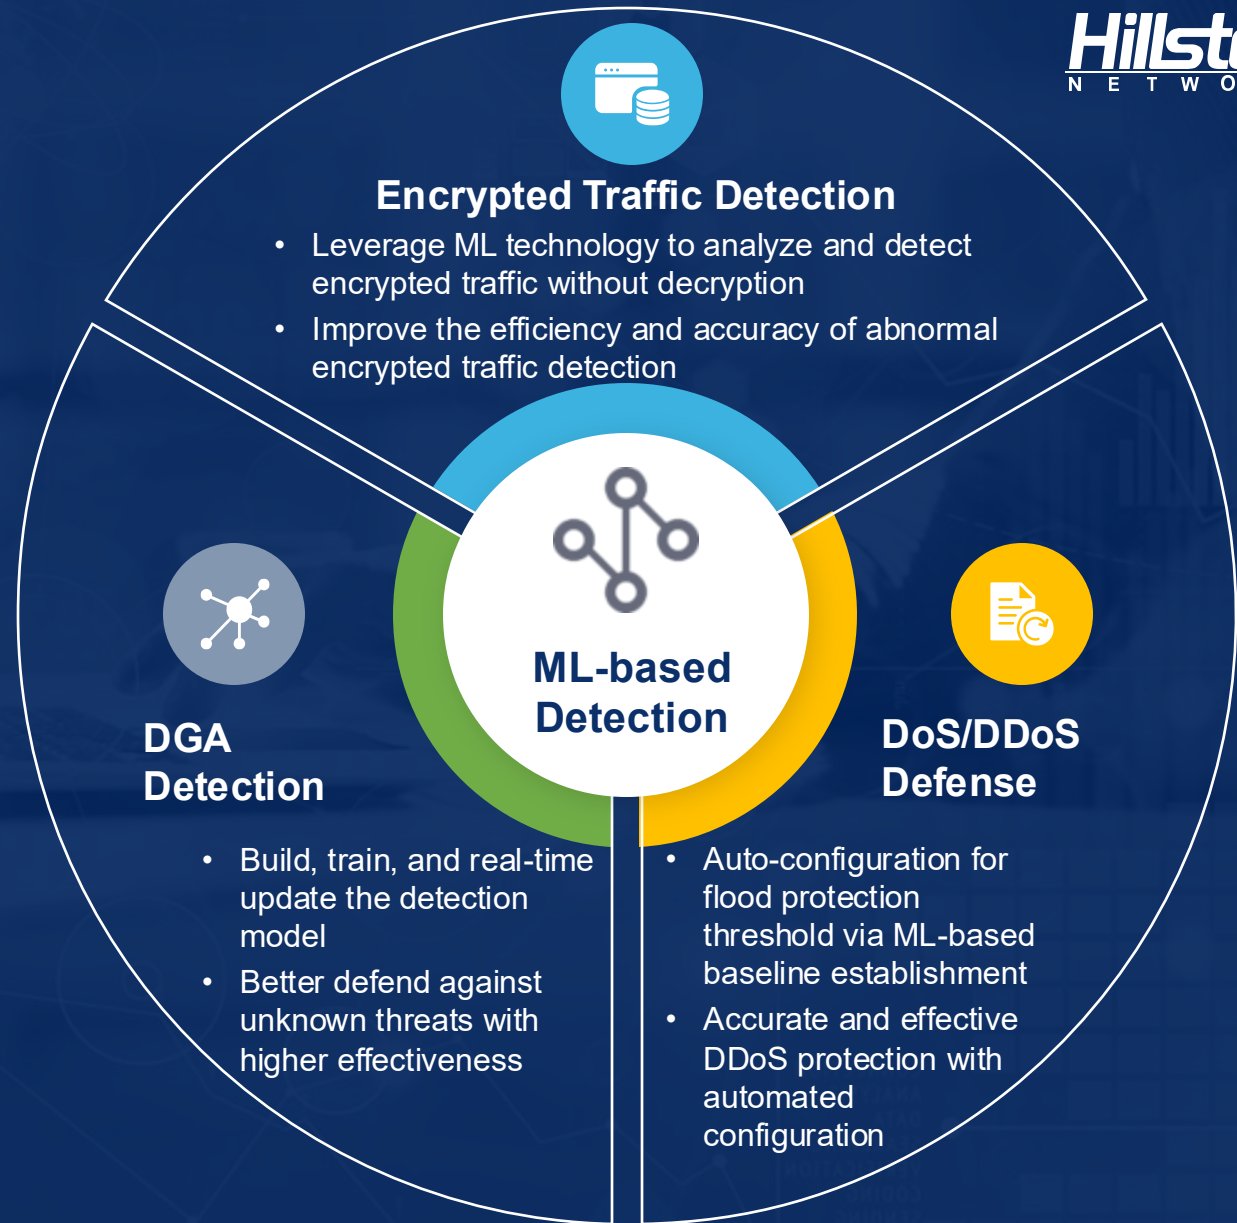 Encrypted Traffic Detection
• Leverage ML technology to analyze and detect
encrypted traffic without decryption
• Improve the efficiency and accuracy of abnormal
encrypted traffic detection
ML-based
Detection
DGA
Detection
• Build, train, and real-time
update the detection
model
• Better defend against
unknown threats with
higher effectiveness
DoS/DDoS
Defense
• Auto-configuration for
flood protection
threshold via ML-based
baseline establishment
• Accurate and effective
DDoS protection with
automated
configuration